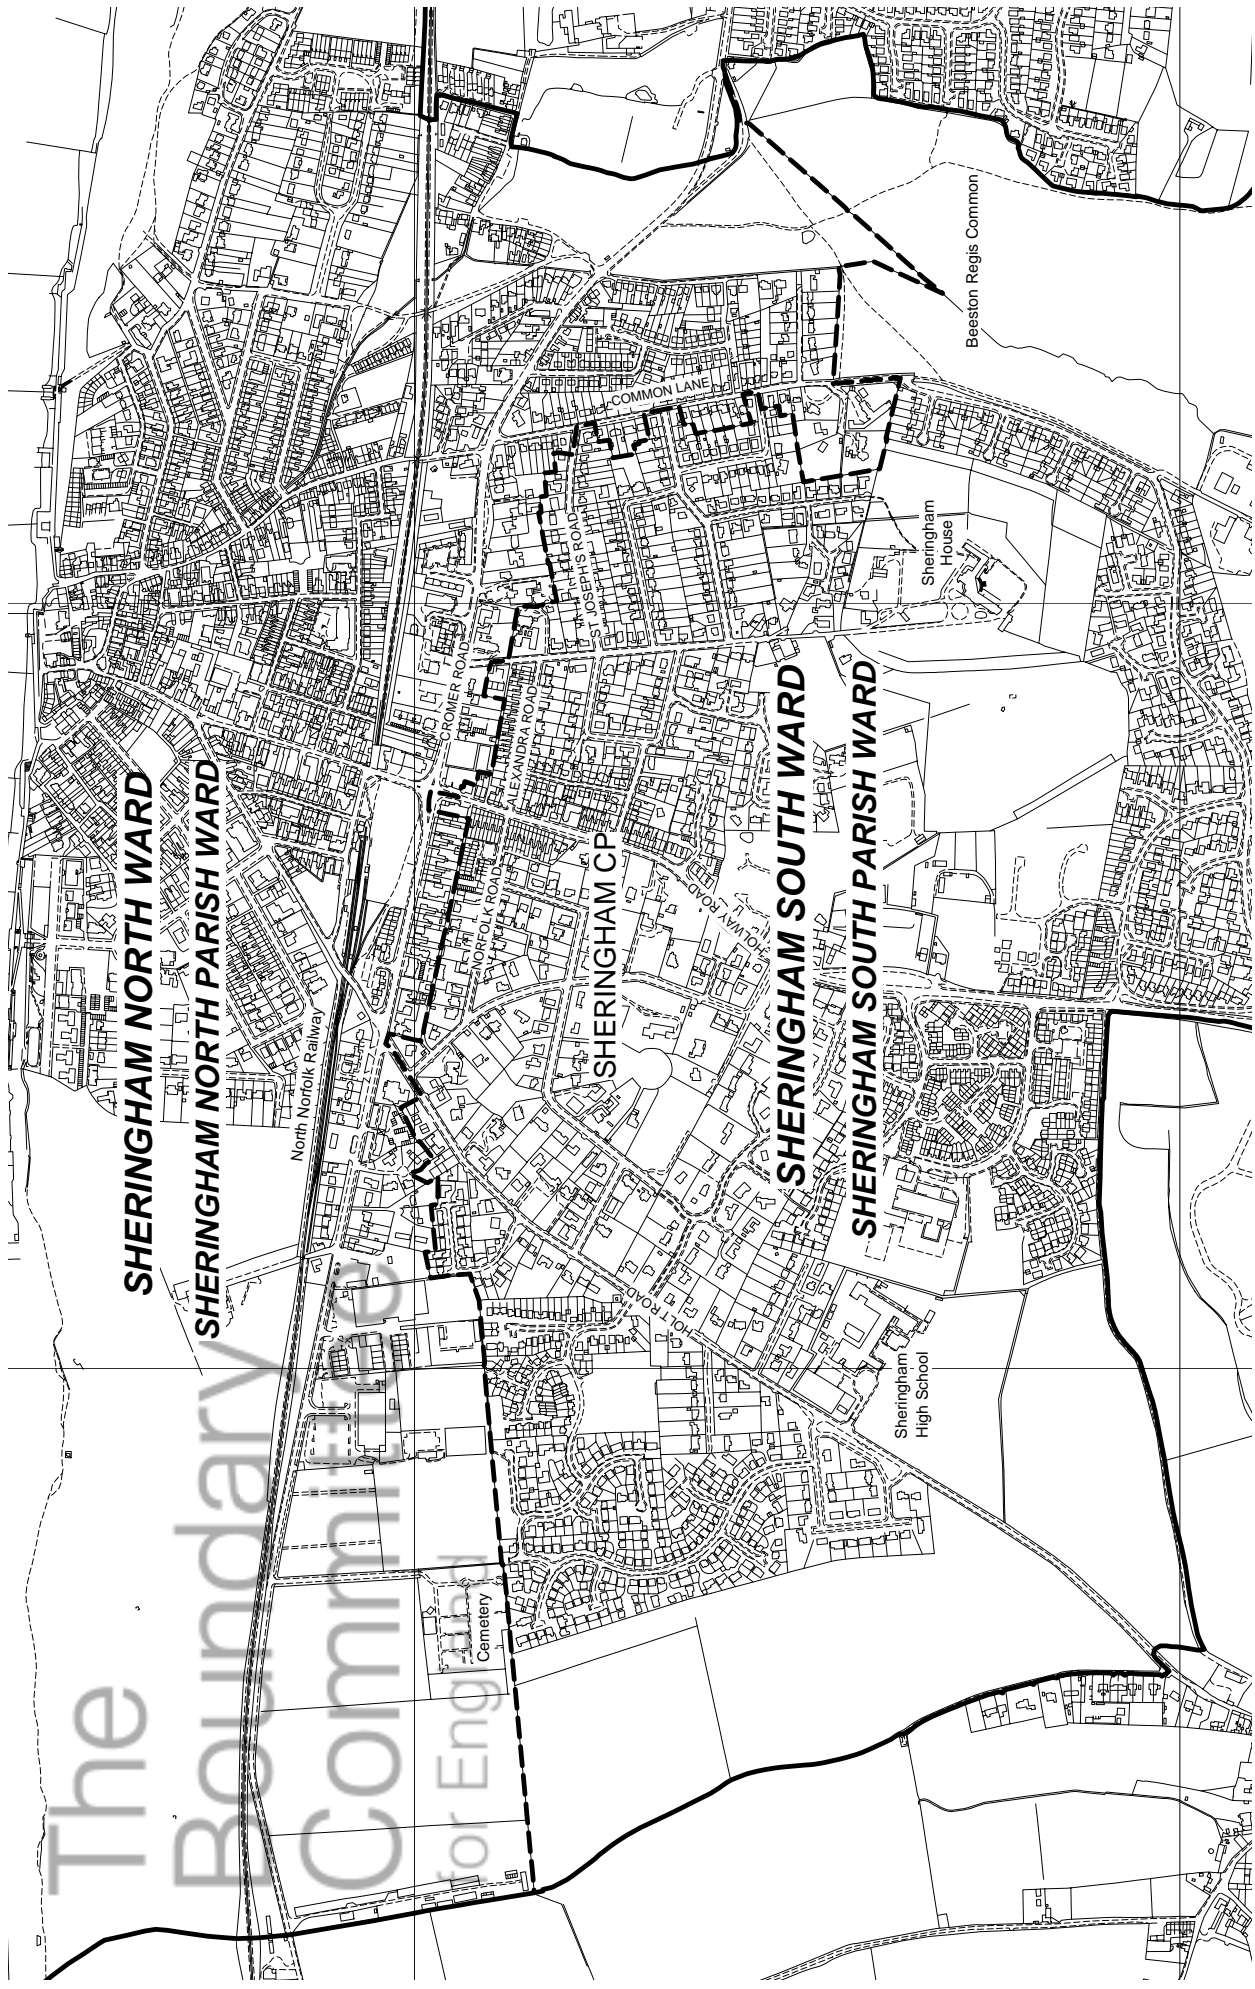 The
Boundary
Committee
for England
SHERINGHAM NORTH WARD
SHERINGHAM NORTH PARISH WARD
North Norfolk Railway
Cemetery
CROMER ROAD
ALEXANDRA ROAD
NORFOLK ROAD
ST JOSEPH'S ROAD
COMMON LANE
SHERINGHAM CP
HOLWAY ROAD
HOLT ROAD
SHERINGHAM SOUTH WARD
SHERINGHAM SOUTH PARISH WARD
Sheringham
High School
Sheringham
House
Beeston Regis Common